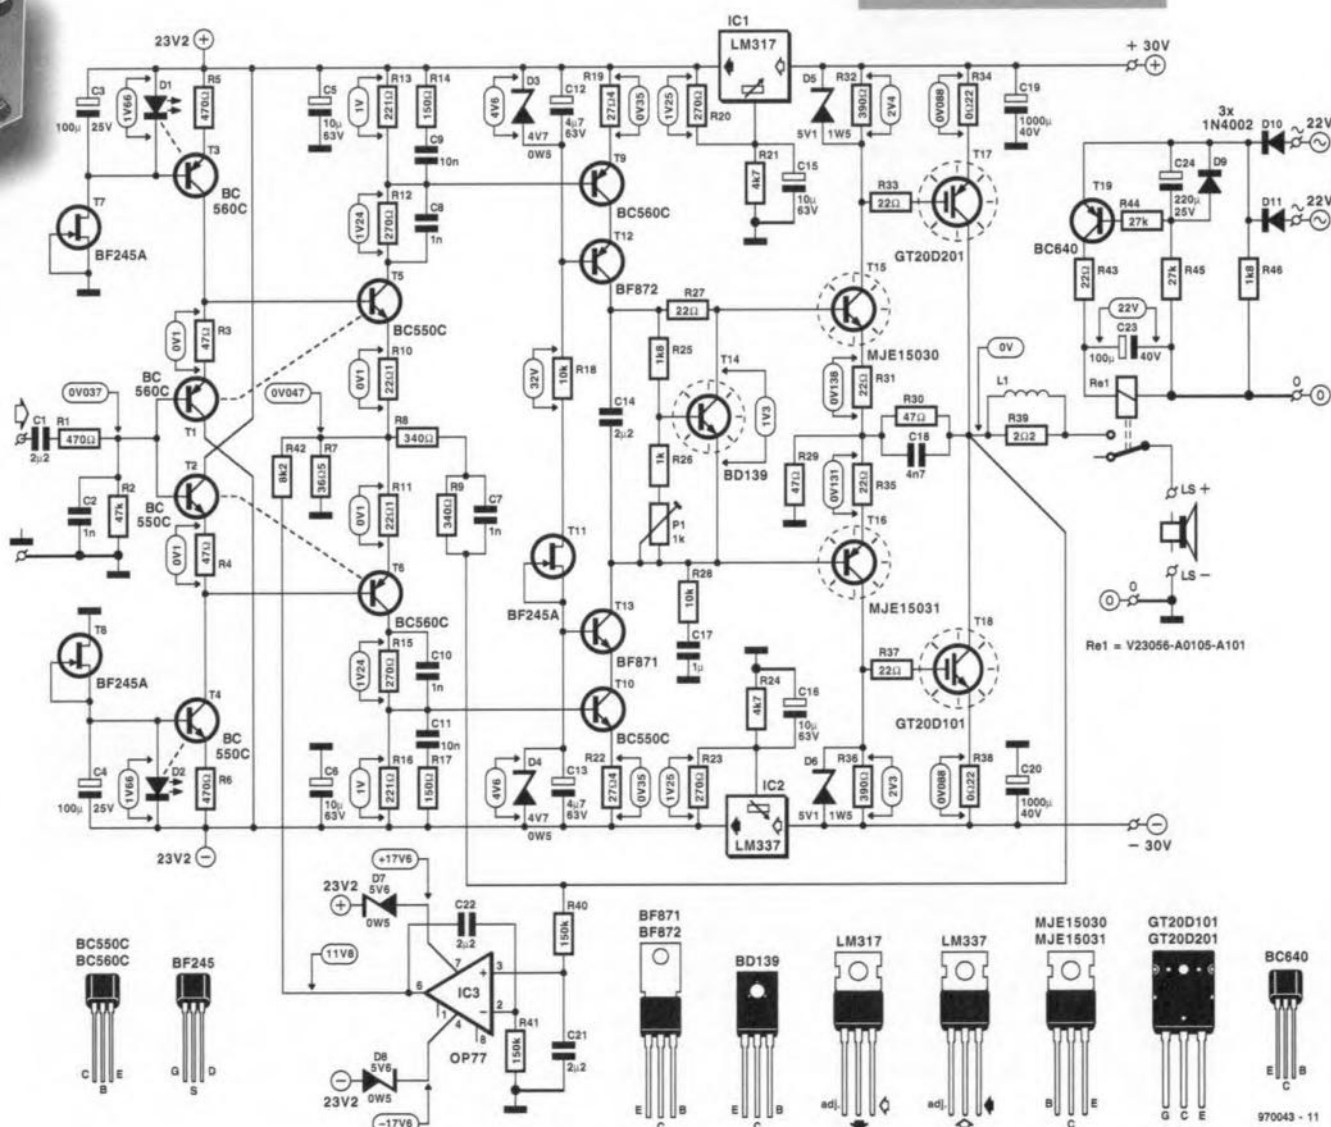 IC1
LM317
23V2
+
+ 30V
C3
100µ
25V
1V66
D1
R5
470Ω
T3
BC
560C
T7
BF245A
C5
10µ
63V
1V
R13
221Ω
R14
150Ω
C9
10n
R12
270Ω
1V24
C8
1n
T5
BC550C
4V6
D3
4V7
0W5
C12
4µ7
63V
R19
27Ω4
0V35
T9
BC560C
T12
BF872
1V25
270Ω
R20
R21
4k7
C15
10µ
63V
D5
5V1
1W5
R32
390Ω
2V4
0V088
R34
0Ω22
C19
1000µ
40V
T17
R33
22Ω
GT20D201
T15
MJE15030
3x
1N4002
D10
22V
D11
22V
T19
BC640
R44
27k
C24
220µ
25V
D9
R43
22Ω
R45
27k
R46
1k8
22V
C23
100µ
40V
Re1
0
0
0V1
R3
47Ω
BC
560C
T1
0V037
C1
2µ2
R1
470Ω
C2
1n
R2
47k
T2
BC
550C
0V1
R4
47Ω
0V1
R10
22Ω1
0V047
R42
8k2
R7
36Ω5
R8
340Ω
R9
340Ω
C7
1n
0V1
R11
22Ω1
T6
BC560C
32V
R18
10k
C14
2µ2
R27
22Ω
R25
1k8
T14
BD139
1V3
R26
1k
P1
1k
T11
BF245A
0V138
R31
22Ω
R30
47Ω
C18
4n7
R29
47Ω
0V131
R35
22Ω
T16
MJE15031
0V
L1
R39
2Ω2
LS +
LS −
0
0
Re1 = V23056-A0105-A101
T8
BF245A
T4
BC
550C
C4
100µ
25V
1V66
D2
R6
470Ω
23V2
−
1V24
R15
270Ω
C10
1n
C11
10n
C6
10µ
63V
1V
R16
221Ω
R17
150Ω
T13
BF871
T10
BC550C
4V6
D4
4V7
0W5
C13
4µ7
63V
R22
27Ω4
0V35
R28
10k
C17
1µ
R24
4k7
C16
10µ
63V
1V25
R23
270Ω
IC2
LM337
D6
5V1
1W5
R36
390Ω
2V3
R37
22Ω
T18
GT20D101
0V088
R38
0Ω22
C20
1000µ
40V
− 30V
+17V6
23V2
+
D7
5V6
0W5
C22
2µ2
11V8
7
3
+
6
IC3
2
−
1
4
8
OP77
R40
150k
R41
150k
C21
2µ2
D8
5V6
0W5
−
23V2
−17V6
BC550C
BC560C
C
B
E
BF245
G
S
D
BF871
BF872
E
C
B
BD139
E
C
B
LM317
adj.
LM337
adj.
MJE15030
MJE15031
B
C
E
GT20D101
GT20D201
G
C
E
BC640
E
C
B
970043 - 11